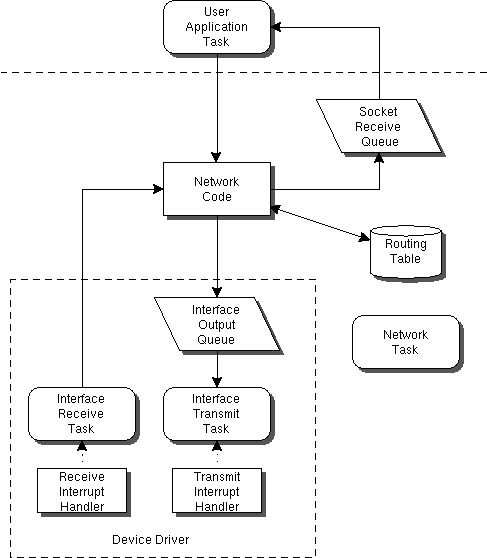 User
Application
Task
Socket
Receive
Queue
Network
Code
Routing
Table
Interface
Output
Queue
Network
Task
Interface
Receive
Task
Interface
Transmit
Task
Receive
Interrupt
Handler
Transmit
Interrupt
Handler
Device Driver